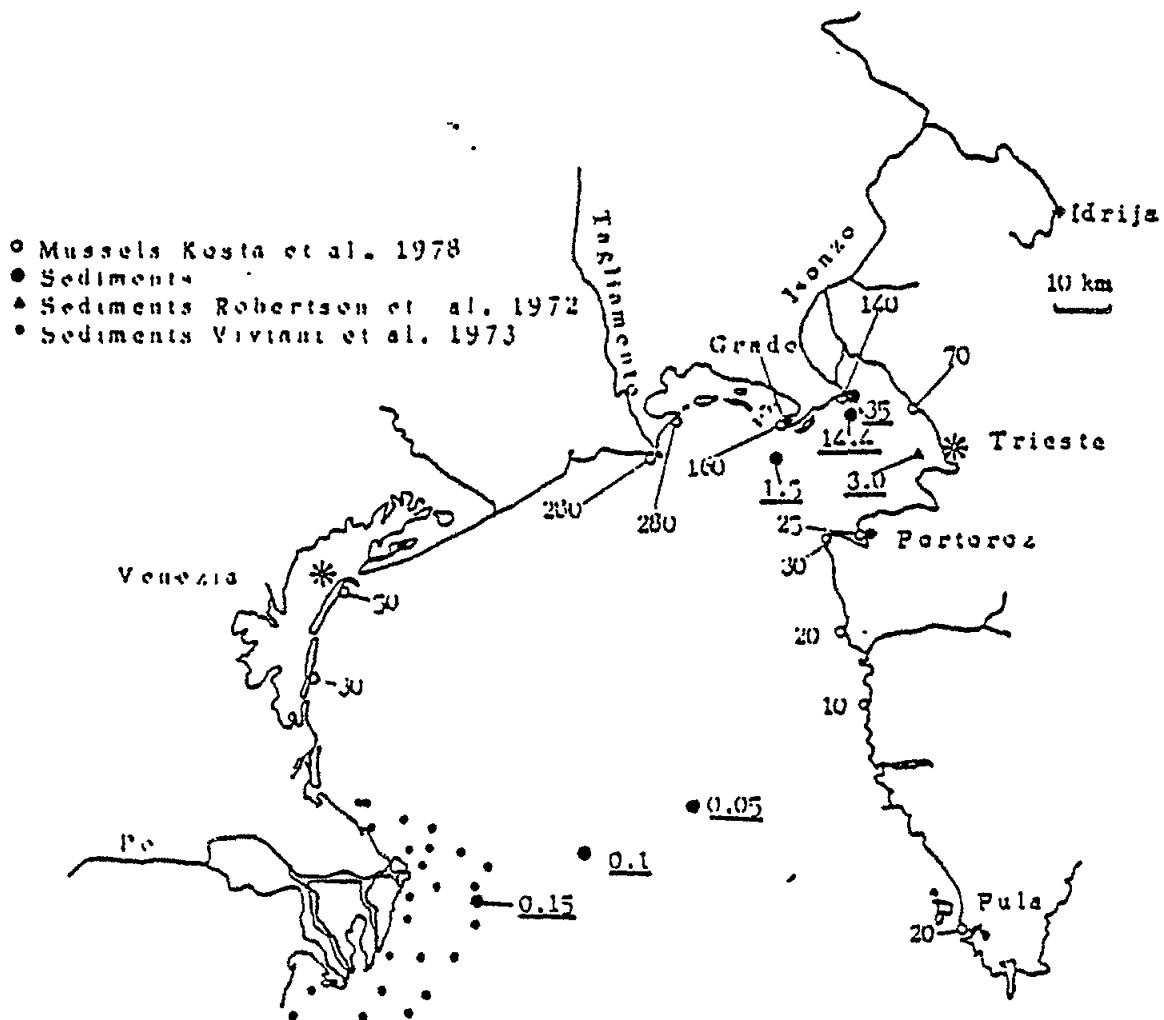 Idrija
Mussels Kosta et al. 1978
Sediments
Sediments Robertson et al. 1972
Sediments Viviani et al. 1973
Tagliamento
Isonzo
10 km
140
Grado
70
35
14.4
Trieste
160
1.5
3.0
280
280
25
Portoroz
30
Venezia
50
20
30
10
0.05
Po
0.1
0.15
Pula
20